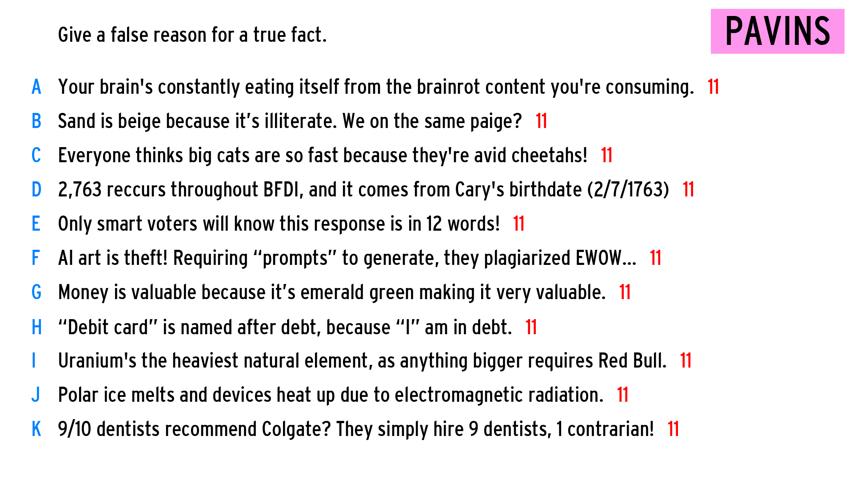 Give a false reason for a true fact.
PAVINS
A Your brain's constantly eating itself from the brainrot content you're consuming. 11
B Sand is beige because it’s illiterate. We on the same paige? 11
C Everyone thinks big cats are so fast because they're avid cheetahs! 11
D 2,763 reccurs throughout BFDI, and it comes from Cary's birthdate (2/7/1763) 11
E Only smart voters will know this response is in 12 words! 11
F AI art is theft! Requiring “prompts” to generate, they plagiarized EWOW... 11
G Money is valuable because it’s emerald green making it very valuable. 11
H “Debit card” is named after debt, because “I” am in debt. 11
I Uranium's the heaviest natural element, as anything bigger requires Red Bull. 11
J Polar ice melts and devices heat up due to electromagnetic radiation. 11
K 9/10 dentists recommend Colgate? They simply hire 9 dentists, 1 contrarian! 11